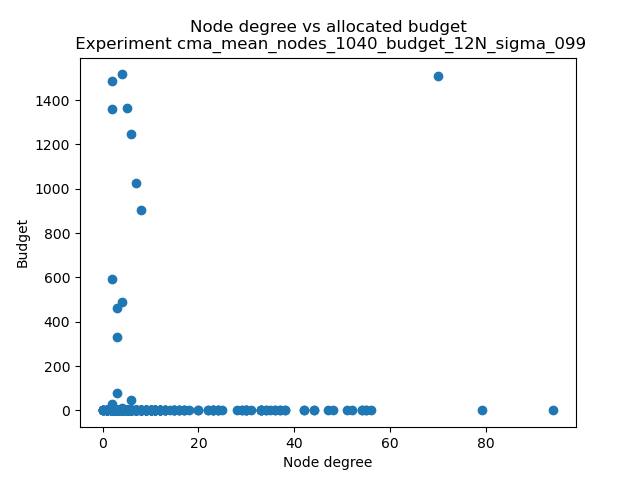 Node degree vs allocated budget
Experiment cma_mean_nodes_1040_budget_12N_sigma_099
1400
1200
1000
800
600
400
200
0
Budget
0 20 40 60 80
Node degree